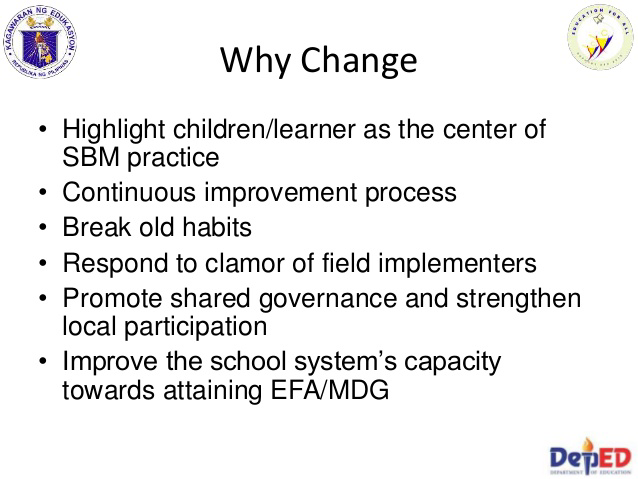 KAGAWARAN NG EDUKASYON
REPUBLIKA NG PILIPINAS
EDUCATION FOR ALL
Why Change
• Highlight children/learner as the center of
SBM practice
• Continuous improvement process
• Break old habits
• Respond to clamor of field implementers
• Promote shared governance and strengthen
local participation
• Improve the school system’s capacity
towards attaining EFA/MDG
DepED
DEPARTMENT OF EDUCATION